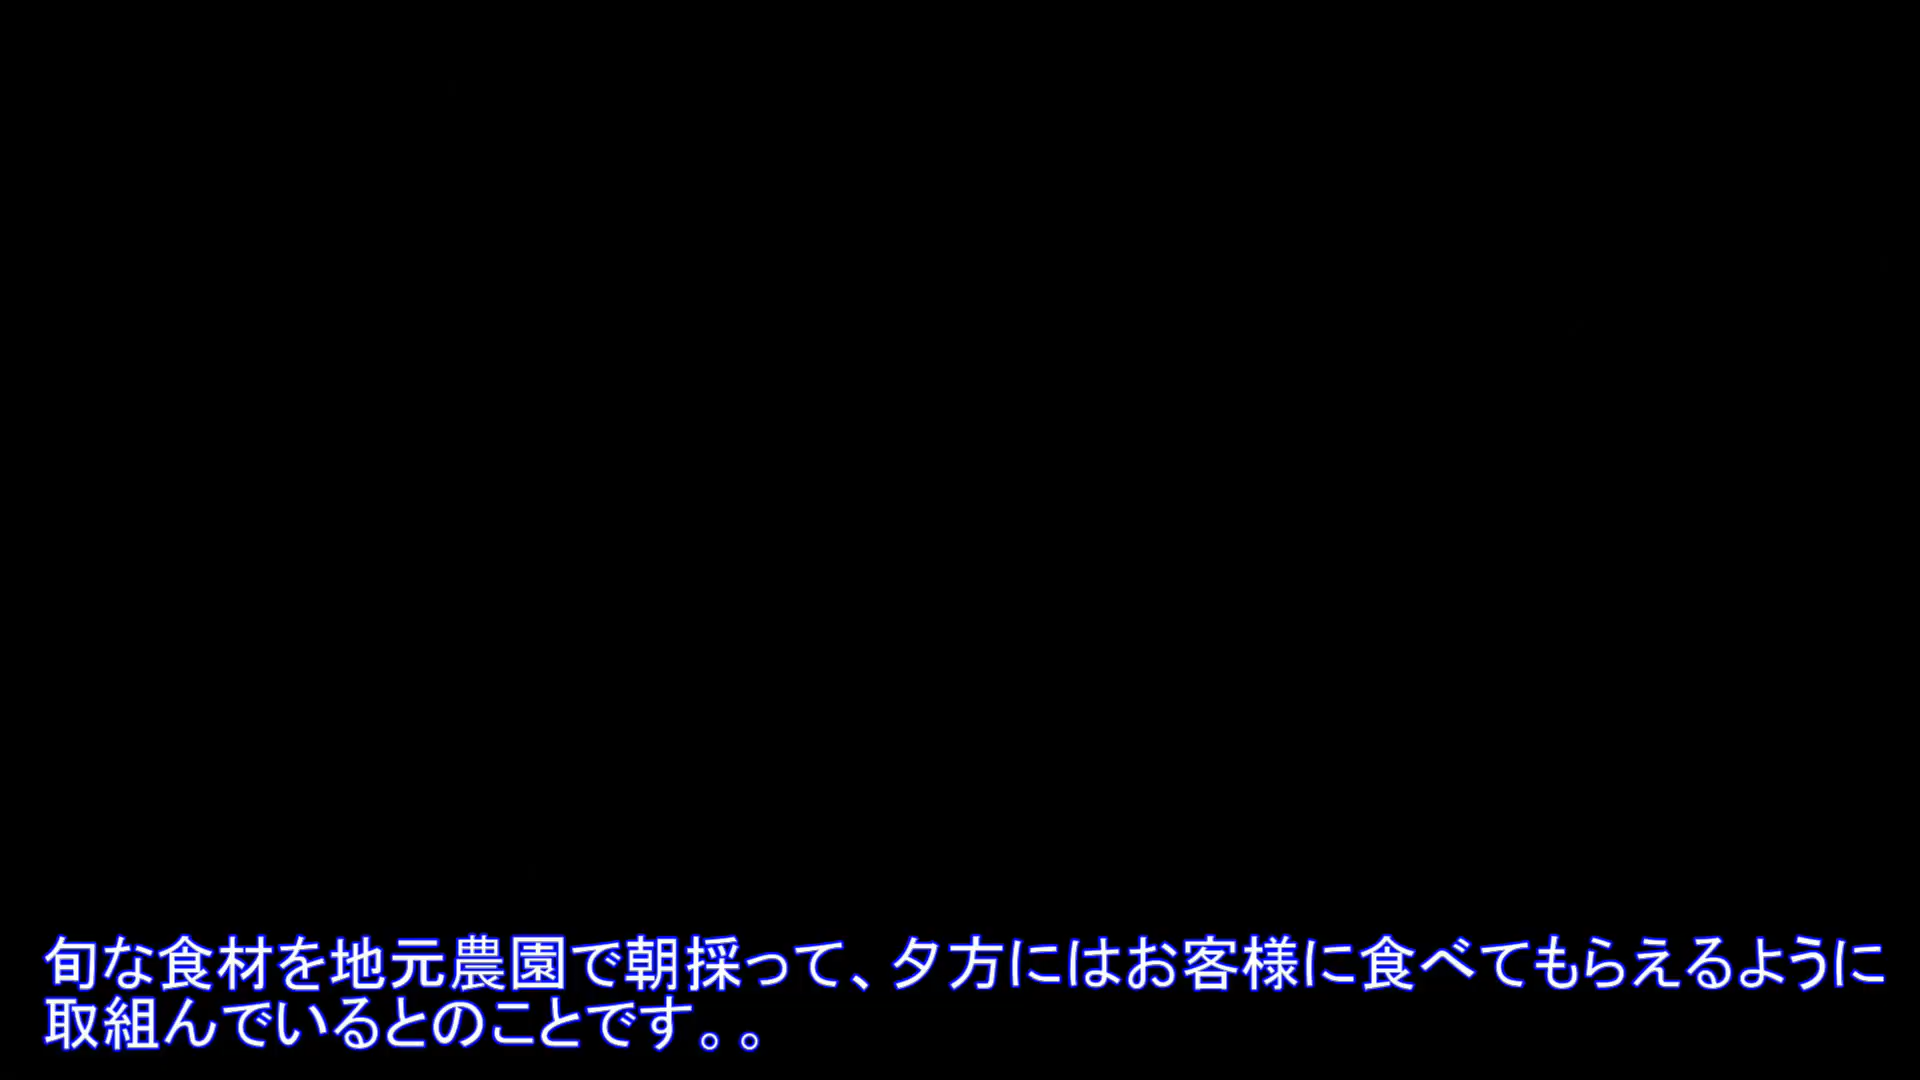 旬な食材を地元農園で朝採って、夕方にはお客様に食べてもらえるように
取組んでいるとのことです。。